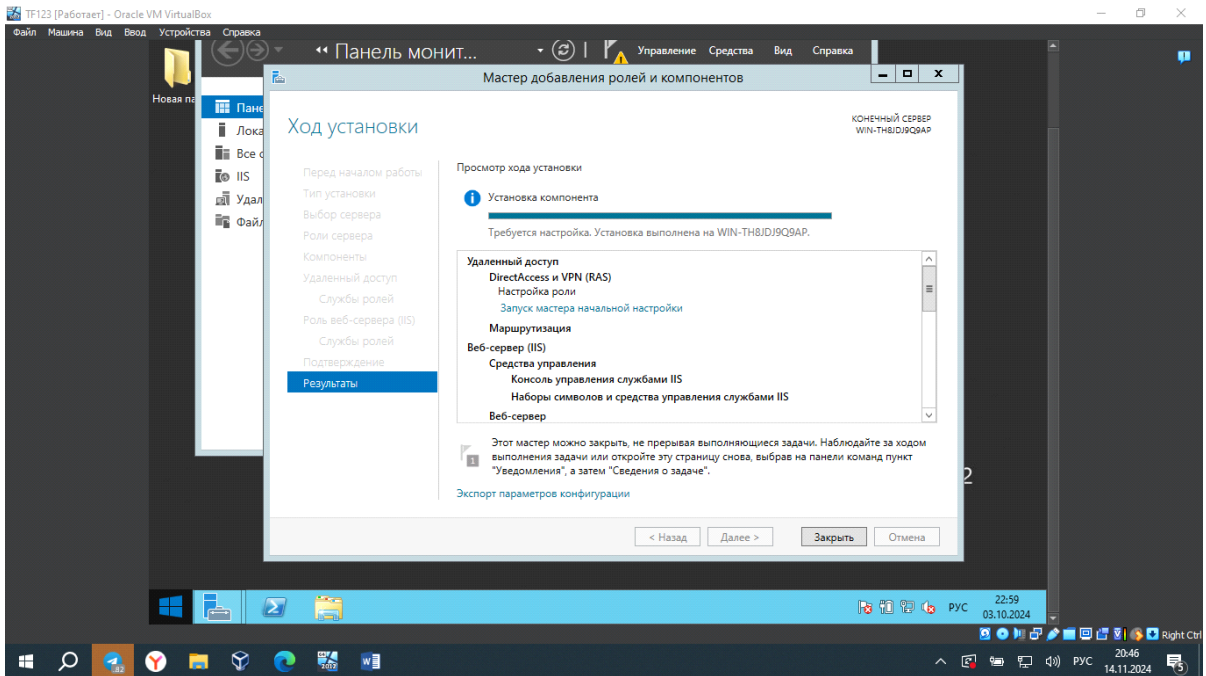 TF123 [Работает] - Oracle VM VirtualBox
Файл Машина Вид Ввод Устройства Справка
Панель монит...
Управление Средства Вид Справка
Новая па
Пане
Лока
Все с
IIS
Удал
Файл
Мастер добавления ролей и компонентов
Ход установки
КОНЕЧНЫЙ СЕРВЕР
WIN-TH8JDJ9Q9AP
Перед началом работы
Тип установки
Выбор сервера
Роли сервера
Компоненты
Удаленный доступ
Службы ролей
Роль веб-сервера (IIS)
Службы ролей
Подтверждение
Результаты
Просмотр хода установки
Установка компонента
Требуется настройка. Установка выполнена на WIN-TH8JDJ9Q9AP.
Удаленный доступ
DirectAccess и VPN (RAS)
Настройка роли
Запуск мастера начальной настройки
Маршрутизация
Веб-сервер (IIS)
Средства управления
Консоль управления службами IIS
Наборы символов и средства управления службами IIS
Веб-сервер
1
Этот мастер можно закрыть, не прерывая выполняющиеся задачи. Наблюдайте за ходом
выполнения задачи или откройте эту страницу снова, выбрав на панели команд пункт
"Уведомления", а затем "Сведения о задаче".
Экспорт параметров конфигурации
2
< Назад Далее > Закрыть Отмена
РУС
22:59
03.10.2024
Right Ctrl
РУС
20:46
14.11.2024
5